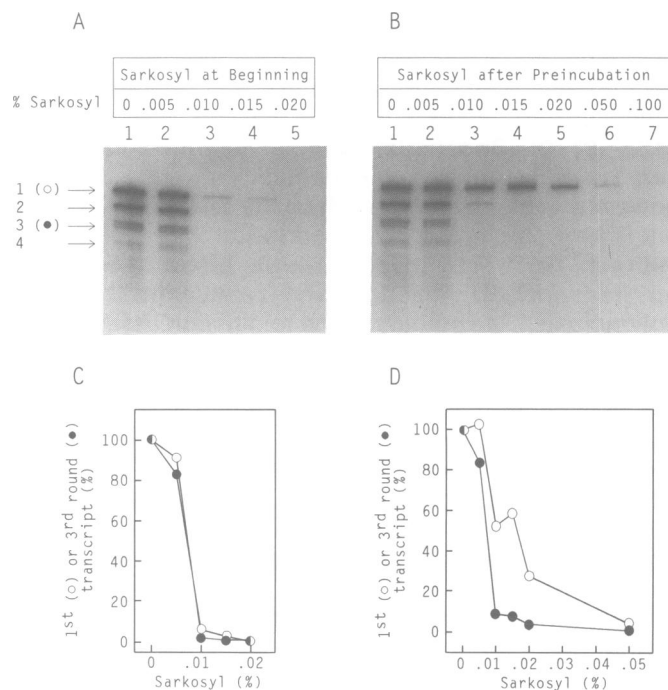 A
B
Sarkosyl at Beginning
Sarkosyl after Preincubation
% Sarkosyl
0 .005 .010 .015 .020
0 .005 .010 .015 .020 .050 .100
1 2 3 4 5
1 2 3 4 5 6 7
1 (○) →
2 →
3 (●) →
4 →
C
D
1st (○) or 3rd round (●)
transcript (%)
100
80
60
40
20
0
0 .01 .02
Sarkosyl (%)
1st (○) or 3rd round (●)
transcript (%)
100
80
60
40
20
0
0 .01 .02 .03 .04 .05
Sarkosyl (%)